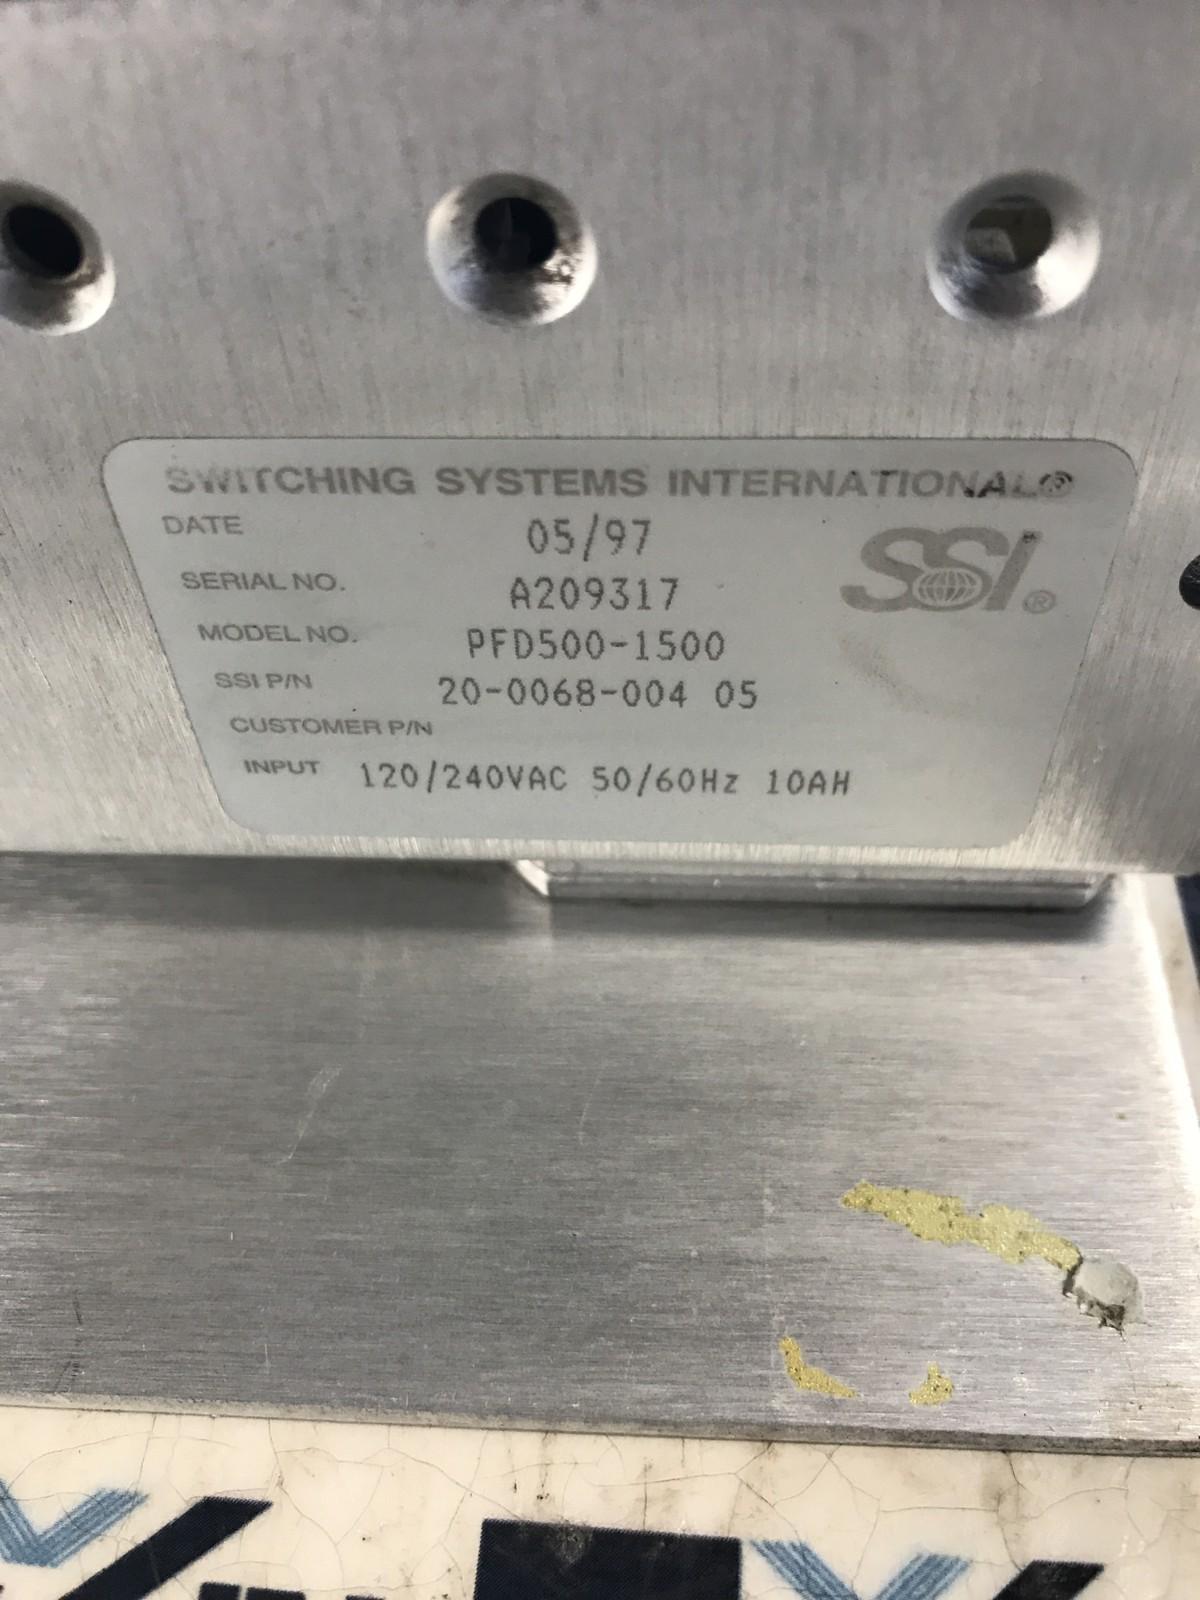 SWITCHING SYSTEMS INTERNATIONAL®
DATE 05/97
SSI®
SERIAL NO. A209317
MODEL NO. PFD500-1500
SSI P/N 20-0068-004 05
CUSTOMER P/N
INPUT 120/240VAC 50/60Hz 10AH